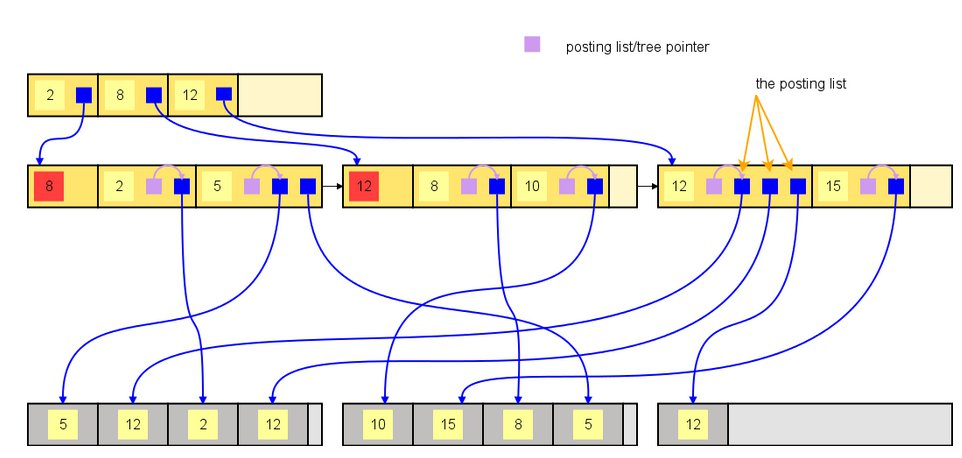 posting list/tree pointer
the posting list
2 8 12
8 2 5 12 8 10 12 15
5 12 2 12 10 15 8 5 12